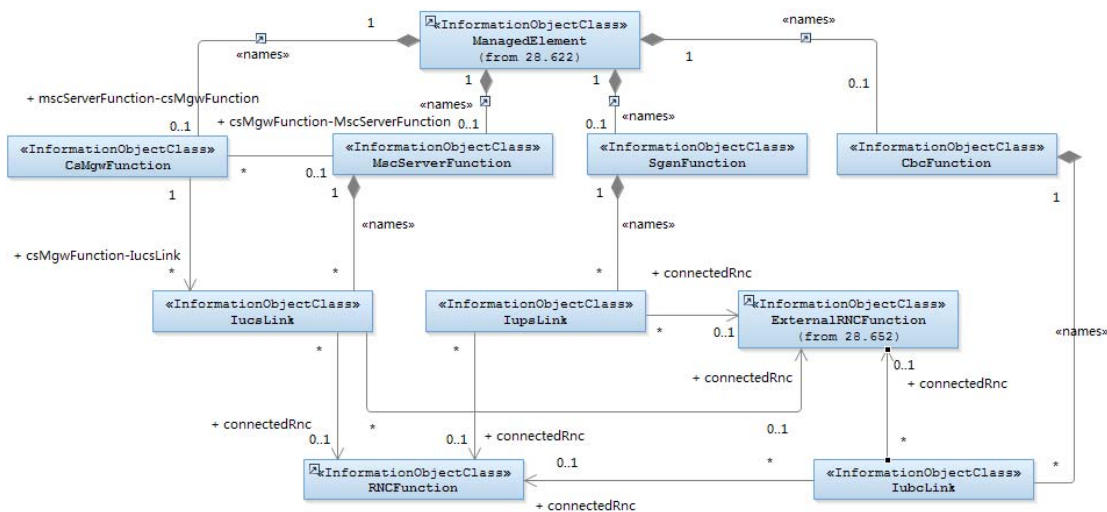 «names»
1
«InformationObjectClass»
ManagedElement
(from 28.622)
«names»
1
1
1
«names»
«names»
0..1
+ mscServerFunction-csMgwFunction
0..1
+ csMgwFunction-MscServerFunction
0..1
0..1
«InformationObjectClass»
CsMgwFunction
«InformationObjectClass»
MscServerFunction
«InformationObjectClass»
SgsnFunction
«InformationObjectClass»
CbcFunction
*
0..1
1
1
1
1
«names»
«names»
+ csMgwFunction-IucsLink
*
*
*
+ connectedRnc
«InformationObjectClass»
IucsLink
«InformationObjectClass»
IupsLink
«InformationObjectClass»
ExternalRNCFunction
(from 28.652)
«names»
*
0..1
*
*
0..1
+ connectedRnc
+ connectedRnc
+ connectedRnc
*
0..1
*
0..1
0..1
+ connectedRnc
0..1
*
*
«InformationObjectClass»
RNCFunction
«InformationObjectClass»
IubcLink
+ connectedRnc